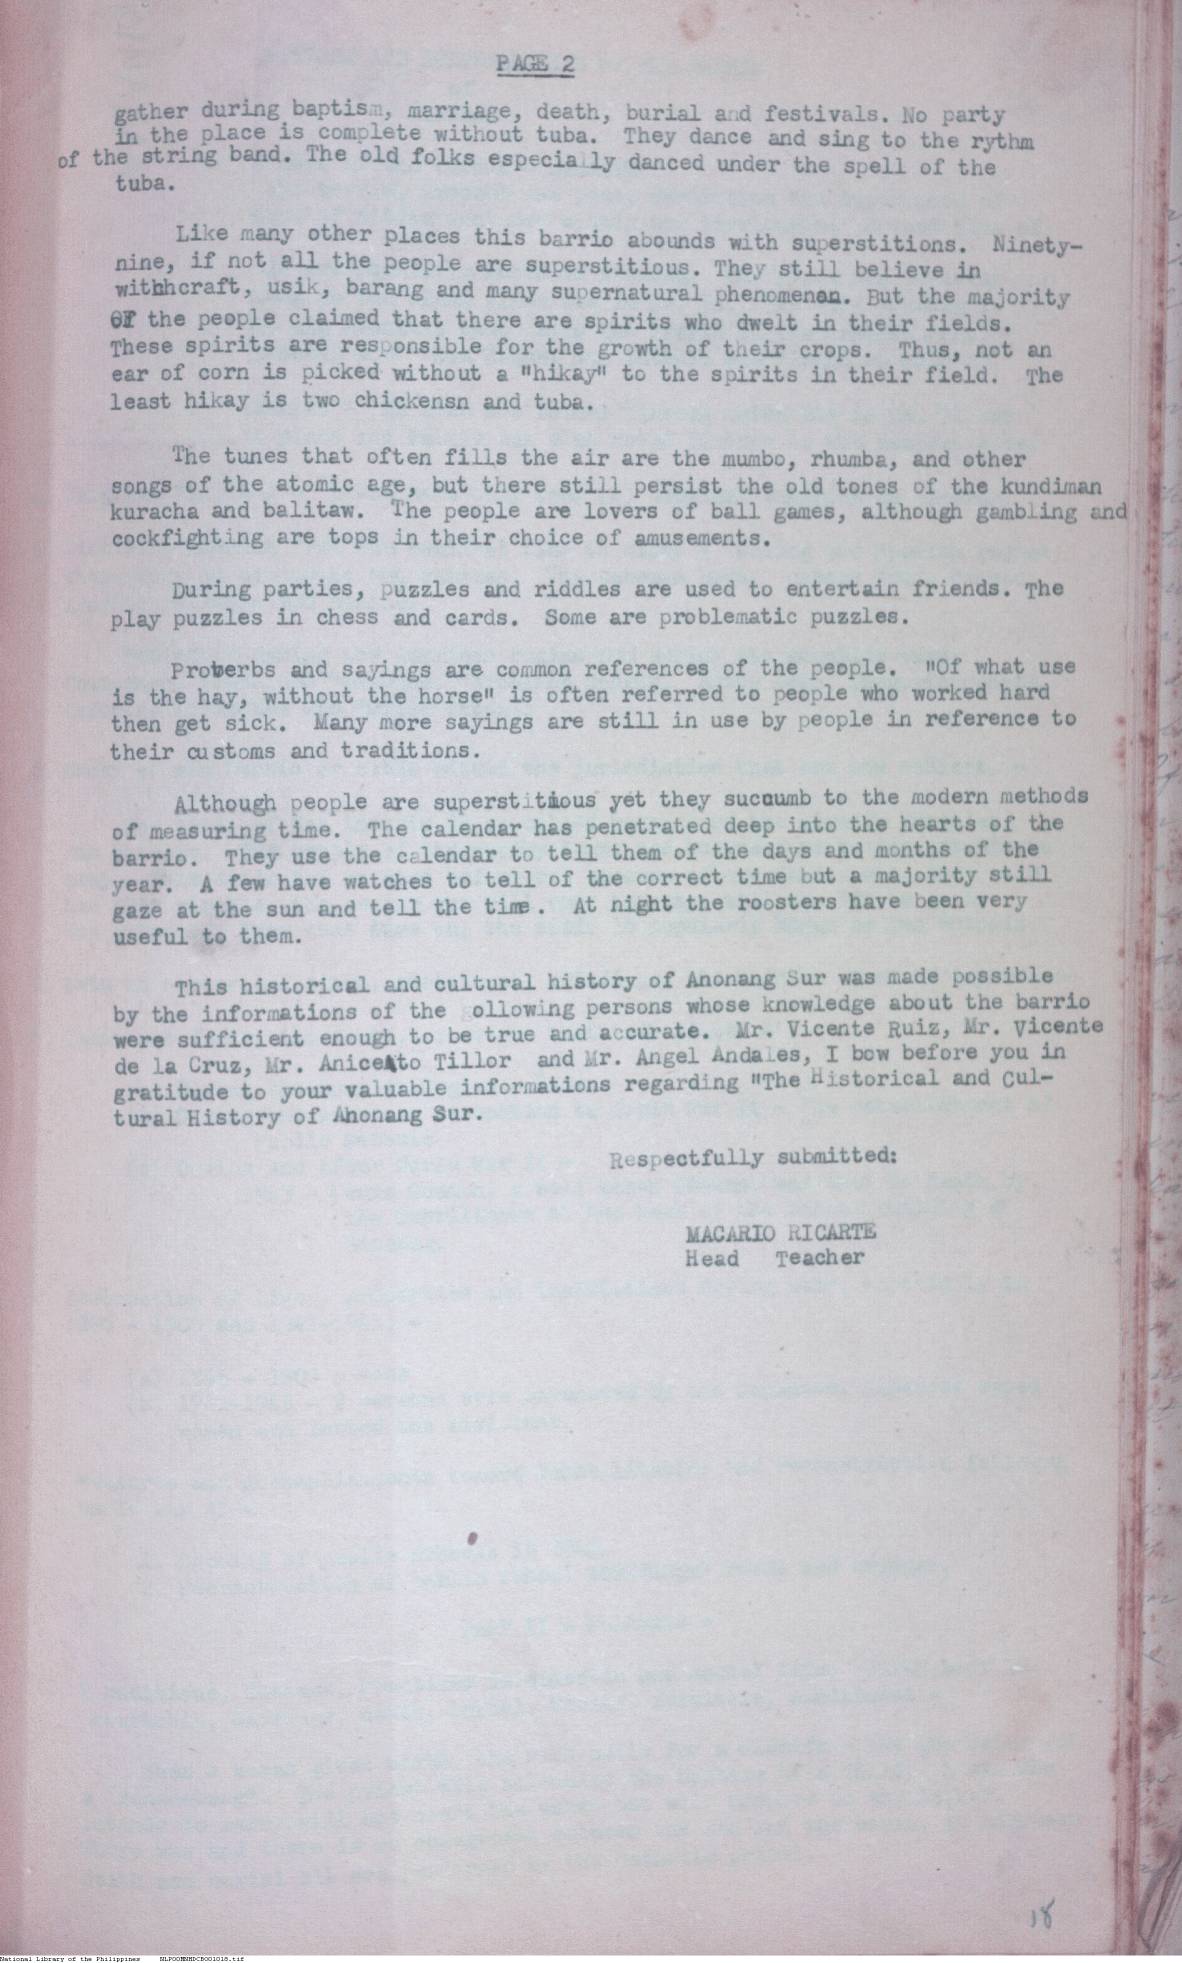 PAGE 2
gather during baptism, marriage, death, burial and festivals. No party
in the place is complete without tuba. They dance and sing to the rythm
of the string band. The old folks especially danced under the spell of the
tuba.
Like many other places this barrio abounds with superstitions. Ninety-
nine, if not all the people are superstitious. They still believe in
withhcraft, usik, barang and many supernatural phenomenon. But the majority
Of the people claimed that there are spirits who dwelt in their fields.
These spirits are responsible for the growth of their crops. Thus, not an
ear of corn is picked without a "hikay" to the spirits in their field. The
least hikay is two chickensn and tuba.
The tunes that often fills the air are the mumbo, rhumba, and other
songs of the atomic age, but there still persist the old tones of the kundiman
kuracha and balitaw. The people are lovers of ball games, although gambling and
cockfighting are tops in their choice of amusements.
During parties, puzzles and riddles are used to entertain friends. The
play puzzles in chess and cards. Some are problematic puzzles.
Proverbs and sayings are common references of the people. "Of what use
is the hay, without the horse" is often referred to people who worked hard
then get sick. Many more sayings are still in use by people in reference to
their customs and traditions.
Although people are superstitious yet they succumb to the modern methods
of measuring time. The calendar has penetrated deep into the hearts of the
barrio. They use the calendar to tell them of the days and months of the
year. A few have watches to tell of the correct time but a majority still
gaze at the sun and tell the time. At night the roosters have been very
useful to them.
This historical and cultural history of Anonang Sur was made possible
by the informations of the gollowing persons whose knowledge about the barrio
were sufficient enough to be true and accurate. Mr. Vicente Ruiz, Mr. Vicente
de la Cruz, Mr. Aniceto Tillor and Mr. Angel Andales, I bow before you in
gratitude to your valuable informations regarding "The Historical and Cul-
tural History of Ahonang Sur.
Respectfully submitted:
MACARIO RICARTE
Head Teacher
18
National Library of the Philippines NLPOOMNHDCB001018.tif